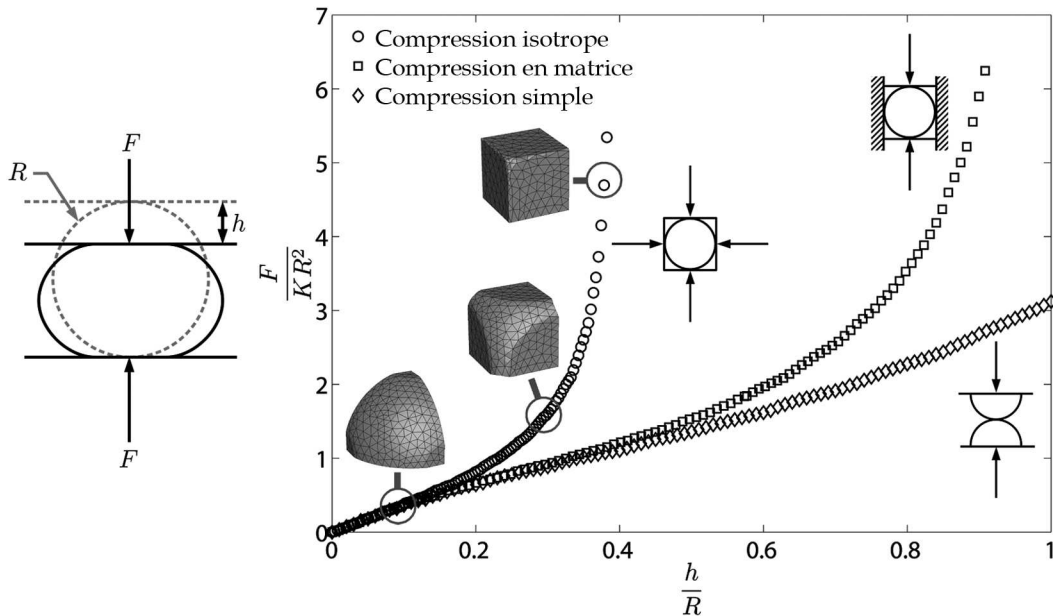 F
R
h
F
7
6
5
4
3
2
1
0
F
KR²
○ Compression isotrope
□ Compression en matrice
◇ Compression simple
0
0.2
0.4
0.6
0.8
1
h
R